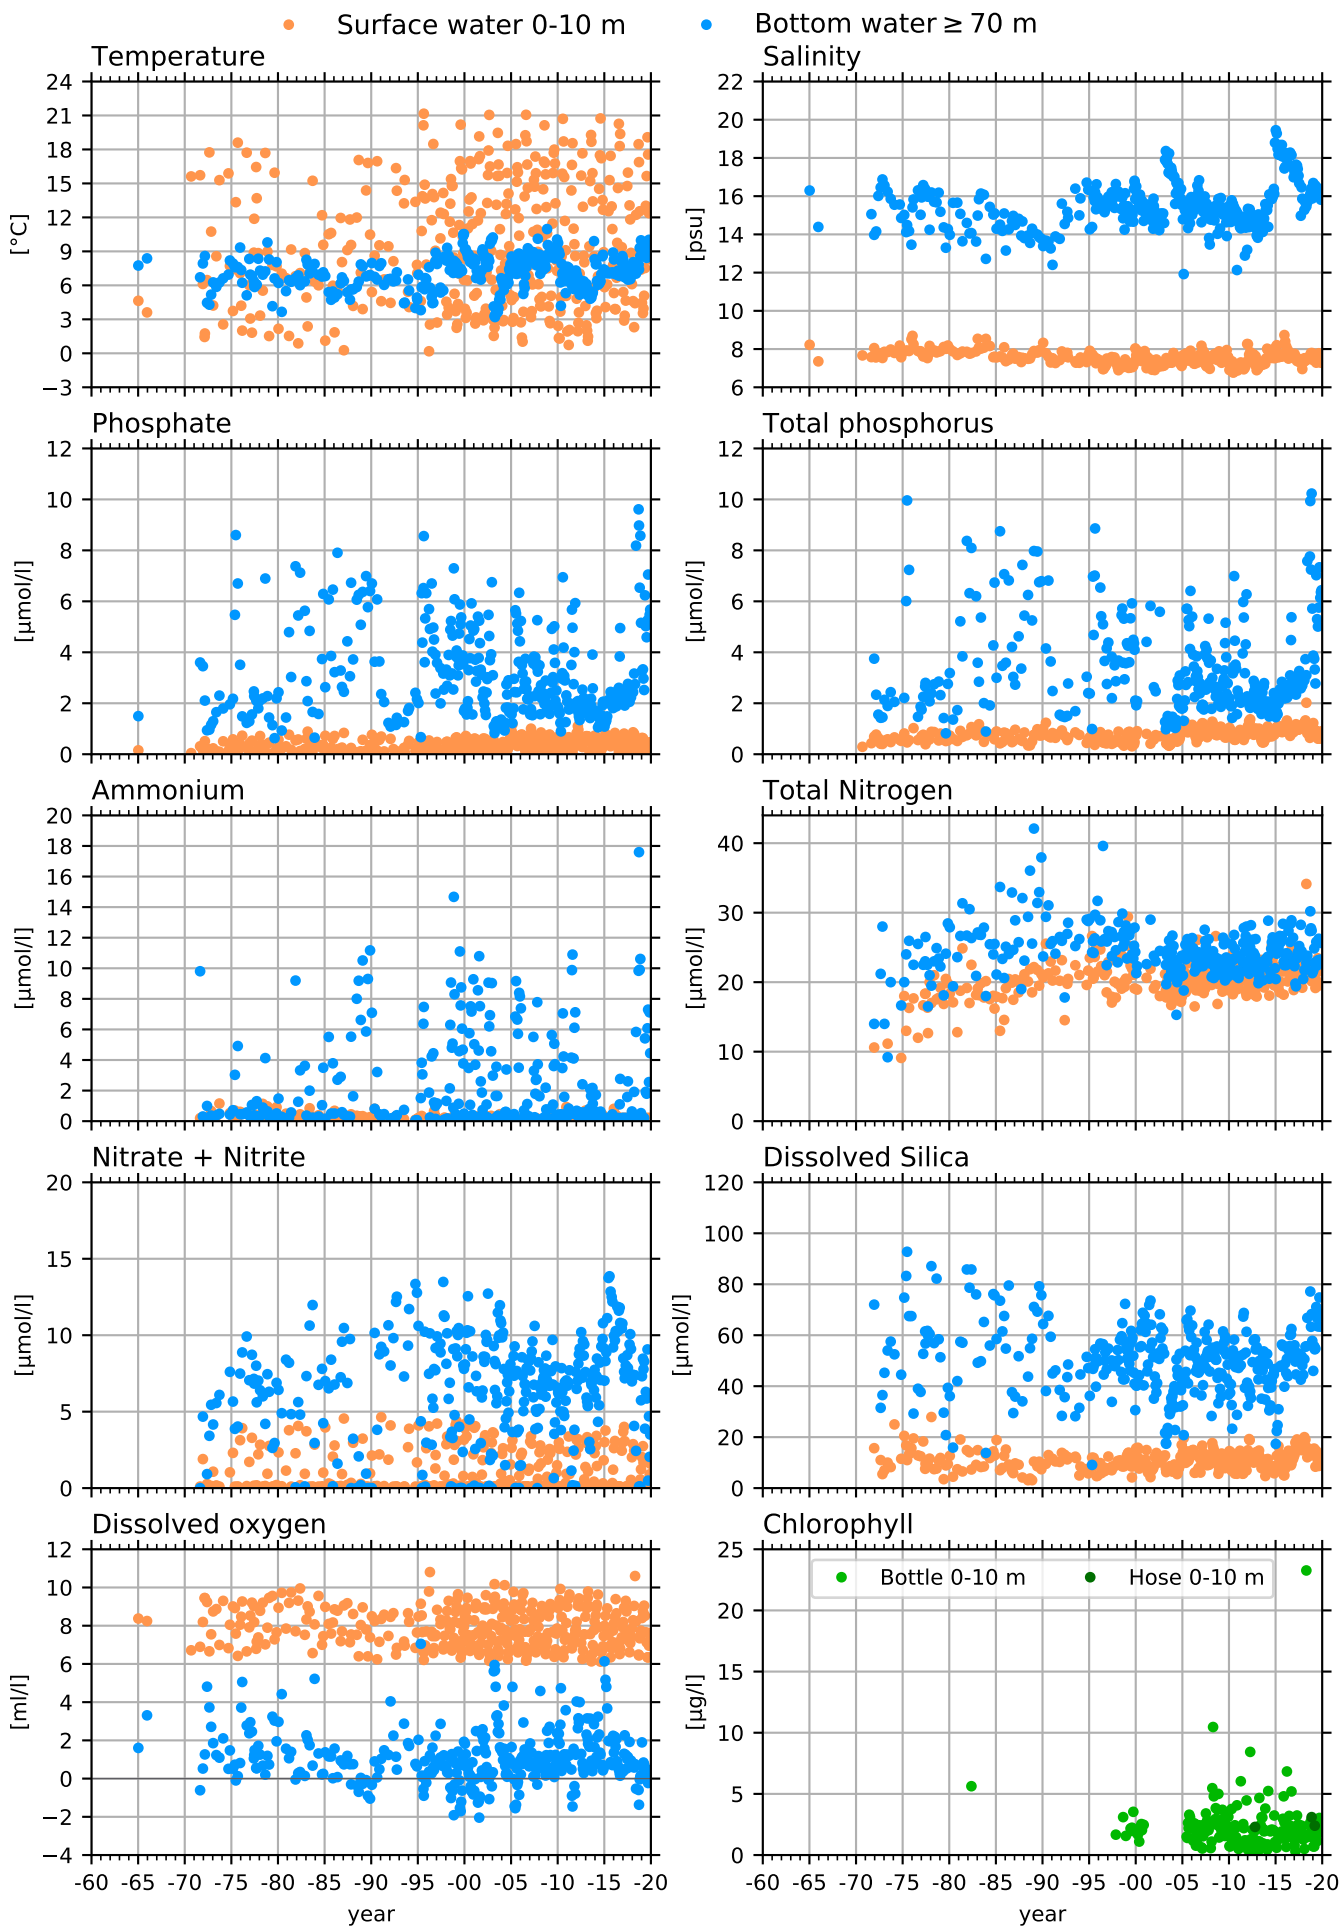 Surface water 0-10 m
Bottom water ≥ 70 m
Temperature
24
21
18
15
12
9
6
3
0
−3
[°C]
Salinity
22
20
18
16
14
12
10
8
6
[psu]
Phosphate
12
10
8
6
4
2
0
[µmol/l]
Total phosphorus
12
10
8
6
4
2
0
[µmol/l]
Ammonium
20
18
16
14
12
10
8
6
4
2
0
[µmol/l]
Total Nitrogen
40
30
20
10
0
[µmol/l]
Nitrate + Nitrite
20
15
10
5
0
[µmol/l]
Dissolved Silica
120
100
80
60
40
20
0
[µmol/l]
Dissolved oxygen
12
10
8
6
4
2
0
−2
−4
[ml/l]
-60 -65 -70 -75 -80 -85 -90 -95 -00 -05 -10 -15 -20
year
Chlorophyll
Bottle 0-10 m
Hose 0-10 m
25
20
15
10
5
0
[µg/l]
-60 -65 -70 -75 -80 -85 -90 -95 -00 -05 -10 -15 -20
year